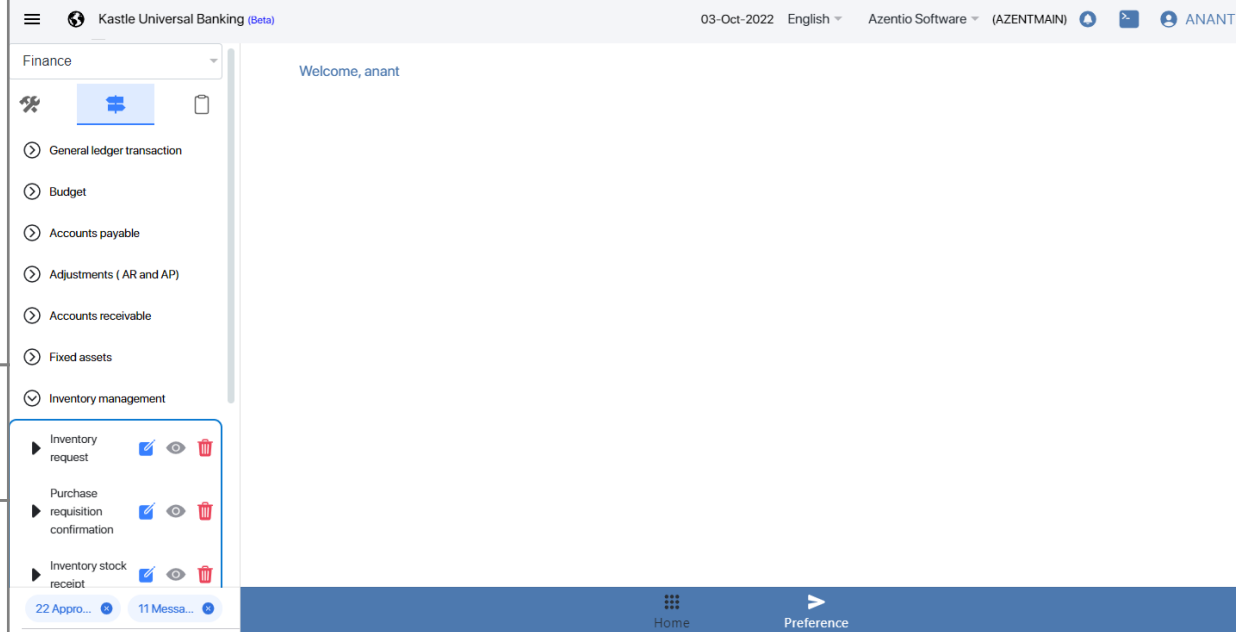 Kastle Universal Banking (Beta)
03-Oct-2022 English Azentio Software (AZENTMAIN) ANANT
Finance
Welcome, anant
General ledger transaction
Budget
Accounts payable
Adjustments ( AR and AP)
Accounts receivable
Fixed assets
Inventory management
Inventory
request
Purchase
requisition
confirmation
Inventory stock
receipt
22 Appro... 11 Messa...
Home
Preference